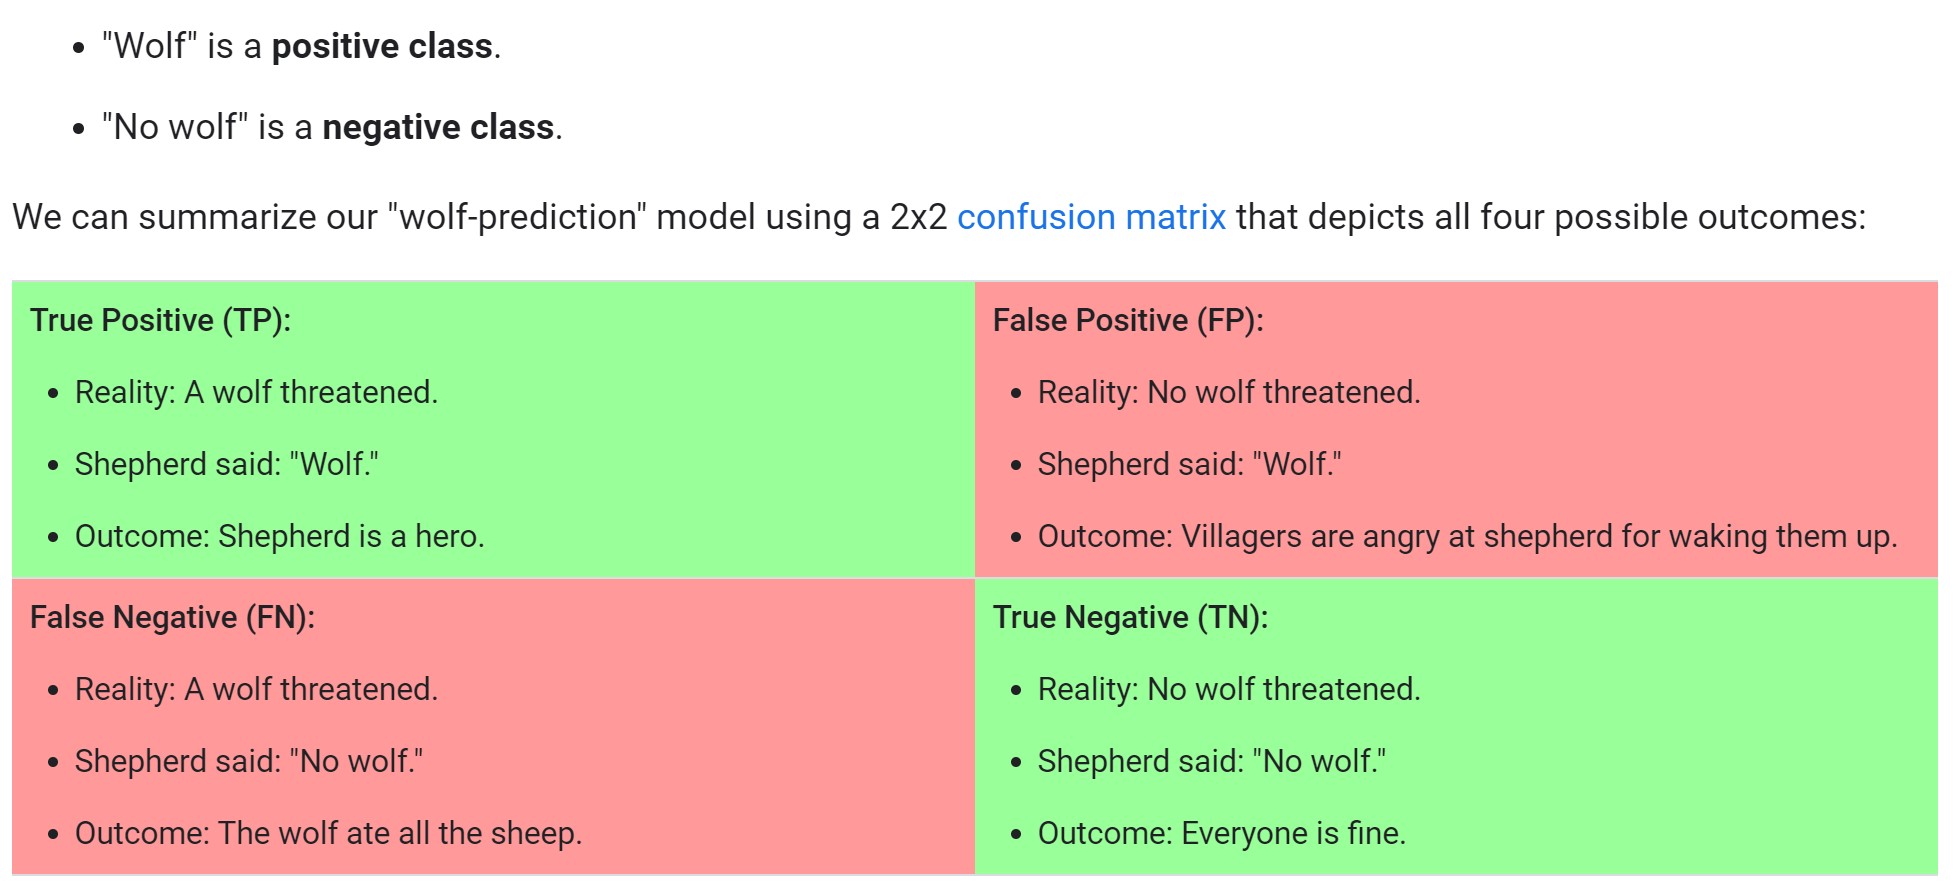 "Wolf" is a positive class.
"No wolf" is a negative class.
We can summarize our "wolf-prediction" model using a 2x2 confusion matrix that depicts all four possible outcomes:
True Positive (TP):
Reality: A wolf threatened.
Shepherd said: "Wolf."
Outcome: Shepherd is a hero.
False Positive (FP):
Reality: No wolf threatened.
Shepherd said: "Wolf."
Outcome: Villagers are angry at shepherd for waking them up.
False Negative (FN):
Reality: A wolf threatened.
Shepherd said: "No wolf."
Outcome: The wolf ate all the sheep.
True Negative (TN):
Reality: No wolf threatened.
Shepherd said: "No wolf."
Outcome: Everyone is fine.